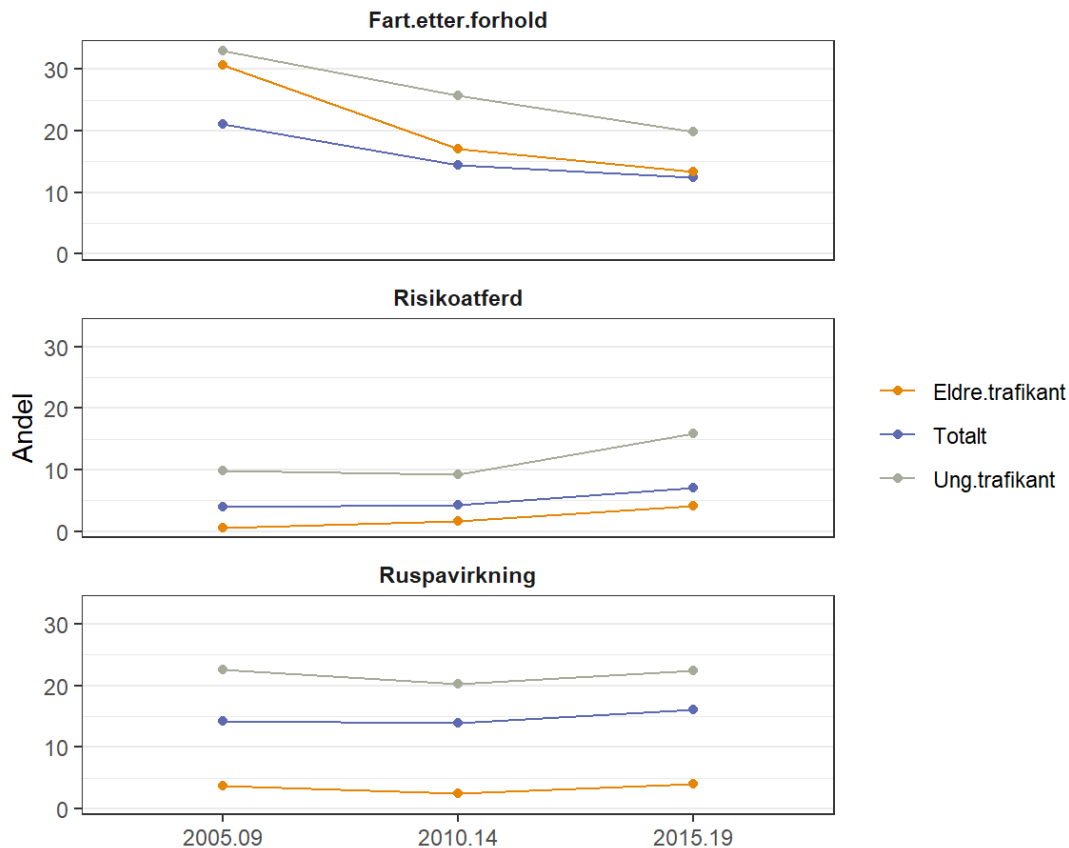 Fart.etter.forhold
30
20
10
0
Risikoatferd
30
20
10
0
Andel
Ruspavirkning
30
20
10
0
2005.09 2010.14 2015.19
Eldre.trafikant
Totalt
Ung.trafikant